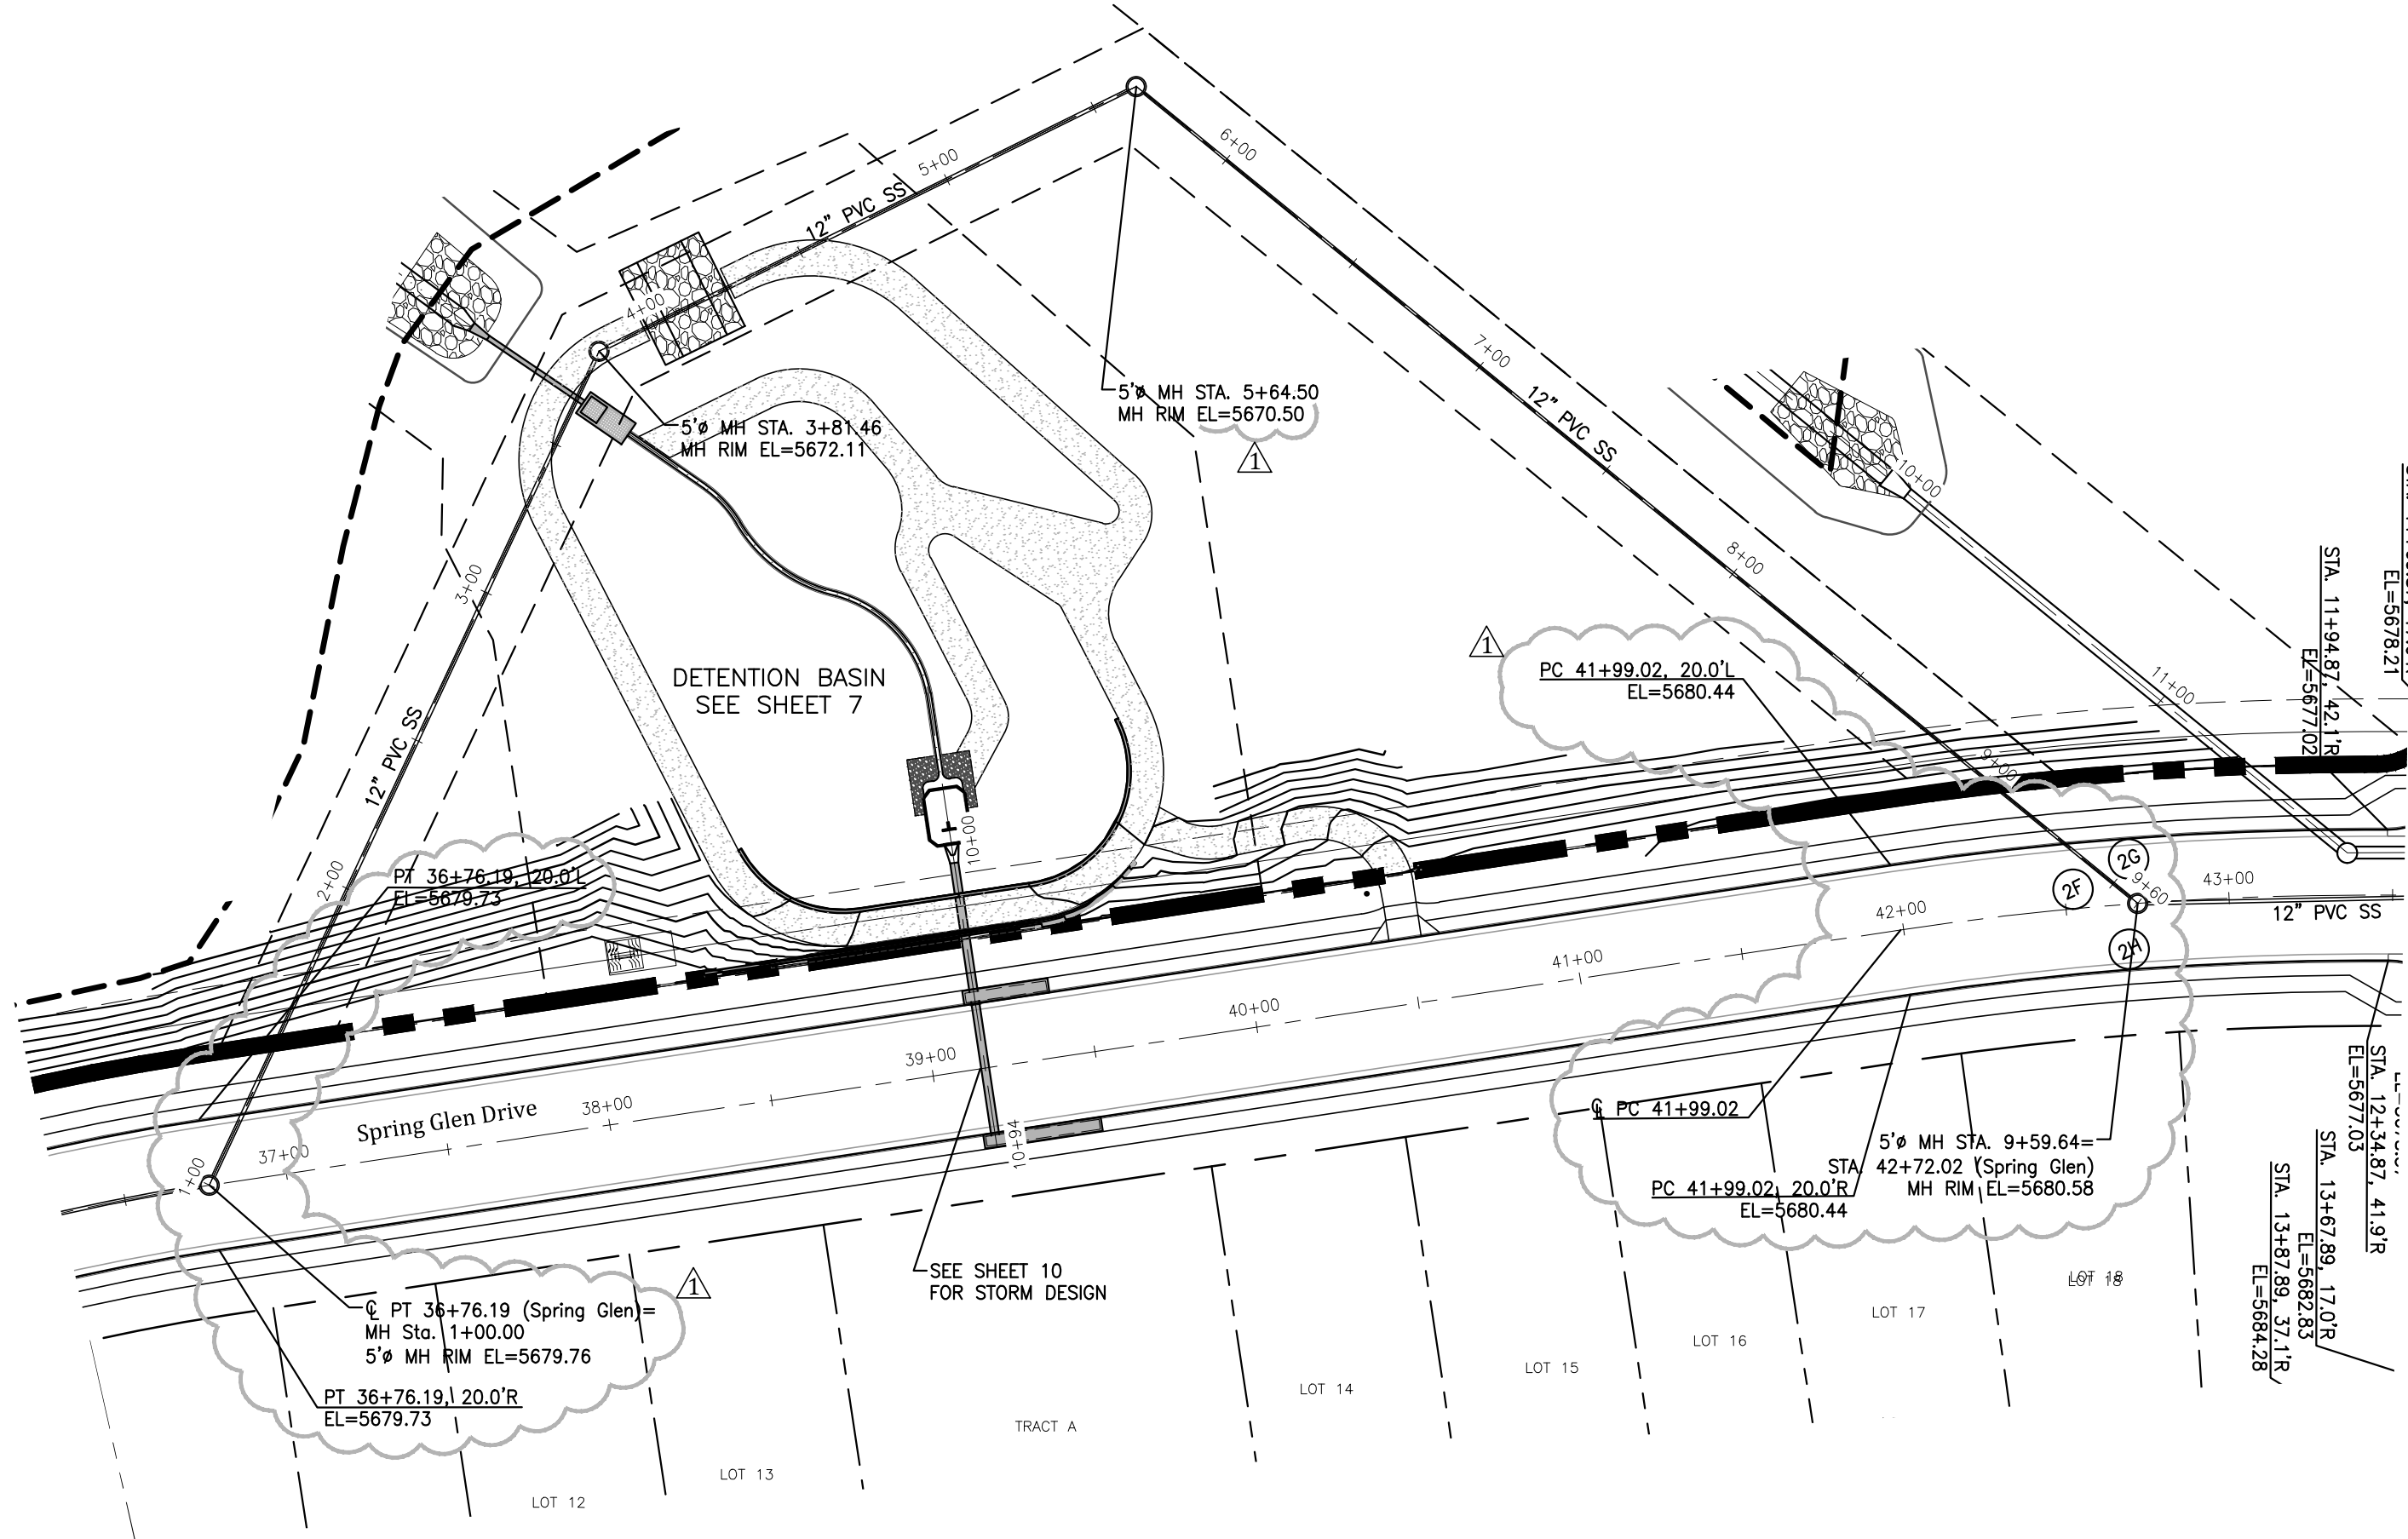 6+00
5+00
12" PVC SS
4+00
5'ø MH STA. 5+64.50
MH RIM EL=5670.50
1
7+00
12" PVC SS
5'ø MH STA. 3+81.46
MH RIM EL=5672.11
10+00
8+00
3+00
STA. 11+94.87, 42.1'R
EL=5677.02
EL=5678.21
1
PC 41+99.02, 20.0'L
EL=5680.44
DETENTION BASIN
SEE SHEET 7
11+00
12" PVC SS
9+00
10+00
2+00
PT 36+76.19, 20.0'L
EL=5679.73
2G
2F
9+60
43+00
12" PVC SS
2H
42+00
41+00
40+00
39+00
38+00
Spring Glen Drive
37+00
1+00
10+94
℄ PC 41+99.02
5'ø MH STA. 9+59.64=
STA. 42+72.02 (Spring Glen)
MH RIM EL=5680.58
PC 41+99.02, 20.0'R
EL=5680.44
STA. 12+34.87, 41.9'R
EL=5677.03
STA. 13+67.89, 17.0'R
EL=5682.83
STA. 13+87.89, 37.1'R
EL=5684.28
SEE SHEET 10
FOR STORM DESIGN
1
℄ PT 36+76.19 (Spring Glen)=
MH Sta. 1+00.00
5'ø MH RIM EL=5679.76
PT 36+76.19, 20.0'R
EL=5679.73
LOT 18
LOT 17
LOT 16
LOT 15
LOT 14
TRACT A
LOT 13
LOT 12